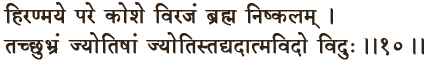 हिरण्मये परे कोशे विरजं ब्रह्म निष्कलम् ।
तच्छुभ्रं ज्योतिषां ज्योतिस्तद्यदात्मविदो विदुः ।।१०।।